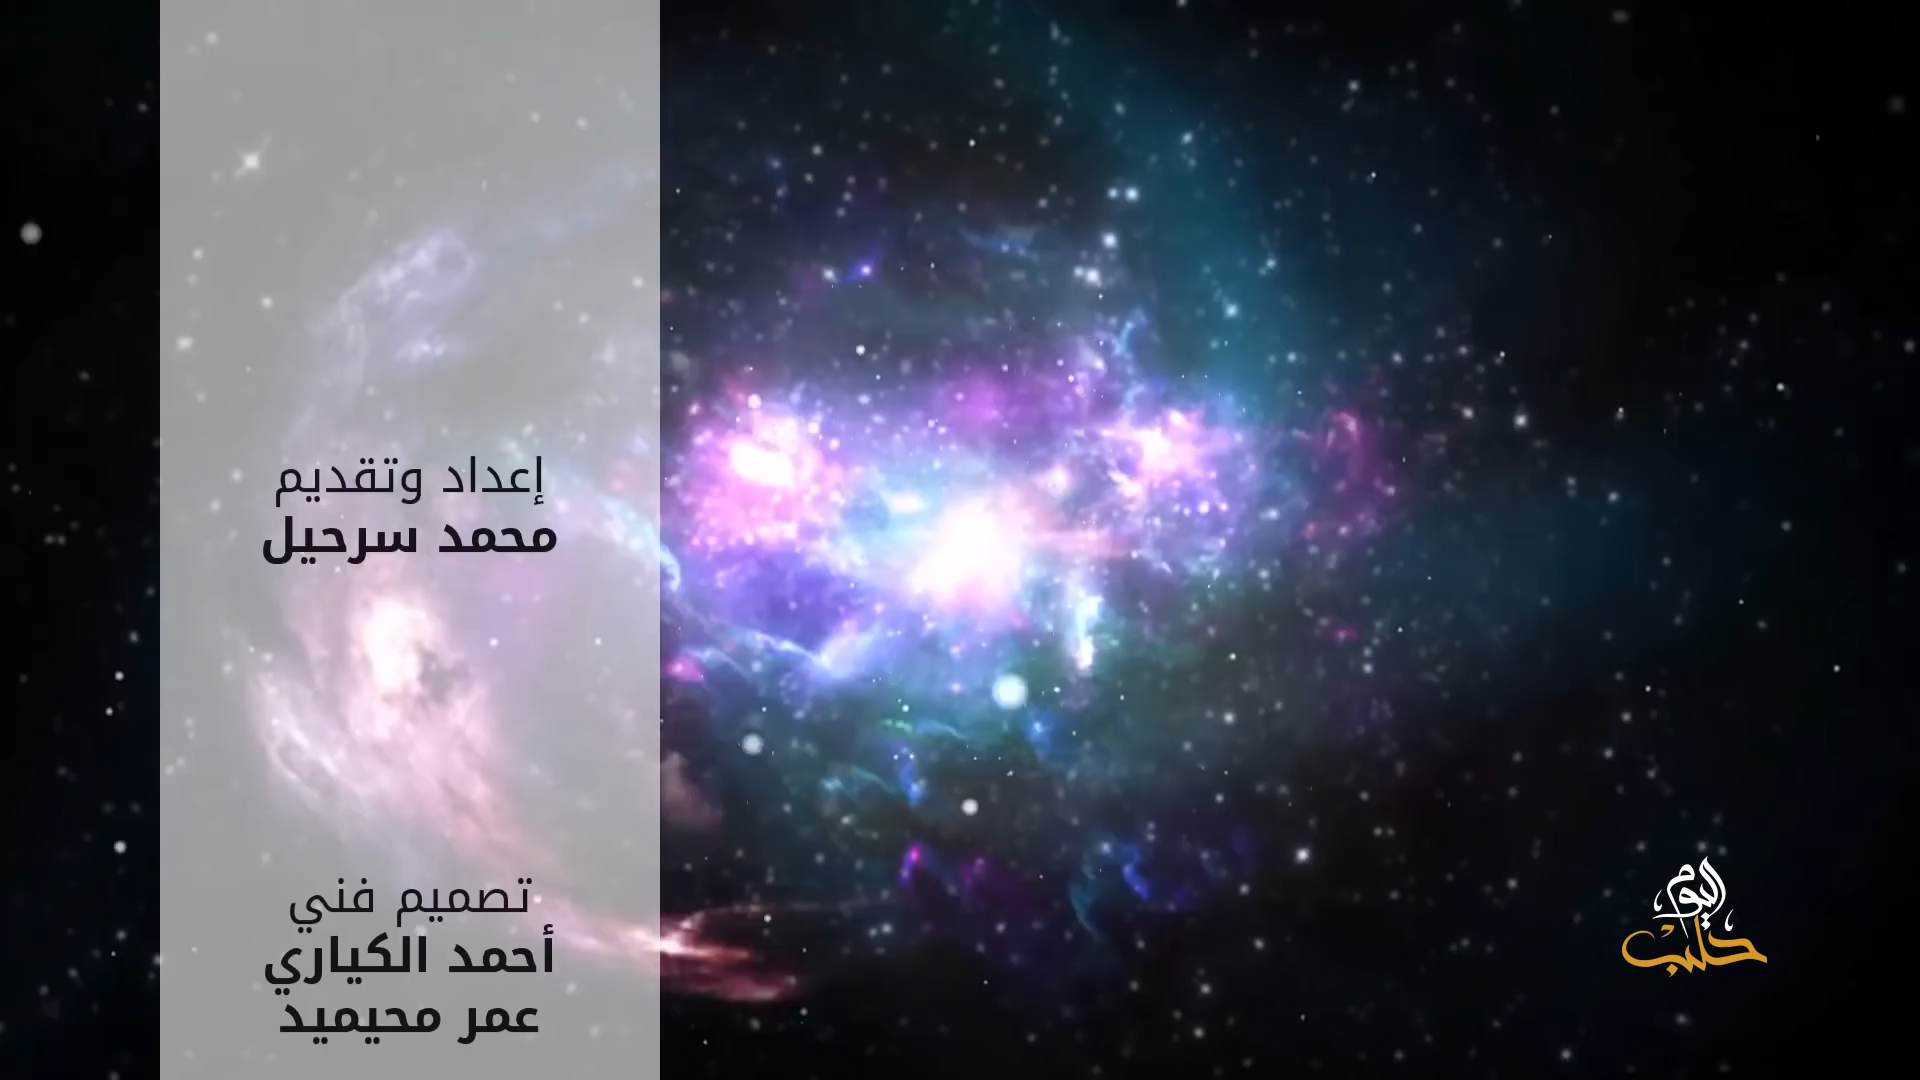 إعداد وتقديم
محمد سرحيل
تصميم فني
أحمد الكياري
عمر محيميد
حلب
اليوم